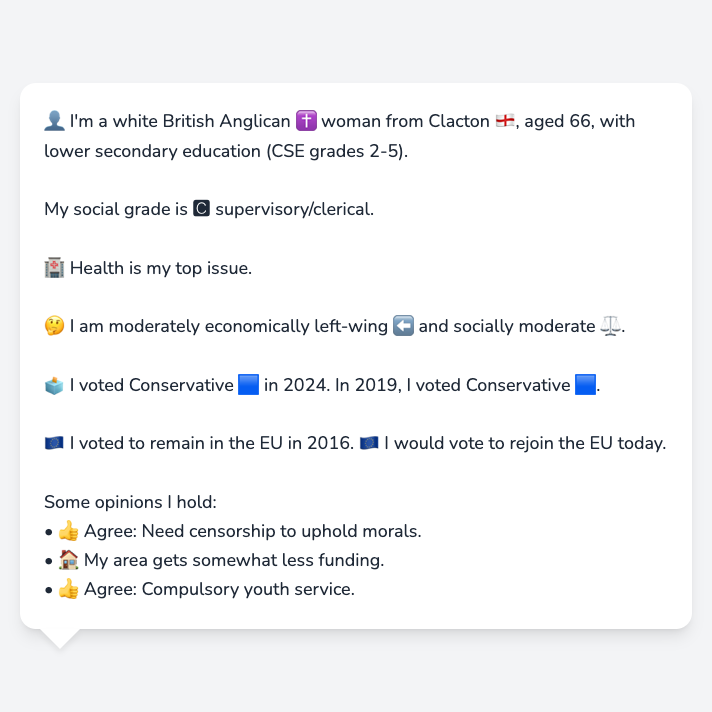 👤 I'm a white British Anglican ✝️ woman from Clacton 🏴󠁧󠁢󠁥󠁮󠁧󠁿, aged 66, with
lower secondary education (CSE grades 2-5).
My social grade is 🅲 supervisory/clerical.
🏥 Health is my top issue.
🤔 I am moderately economically left-wing ⬅️ and socially moderate ⚖️.
🗳️ I voted Conservative 🟦 in 2024. In 2019, I voted Conservative 🟦.
🇪🇺 I voted to remain in the EU in 2016. 🇪🇺 I would vote to rejoin the EU today.
Some opinions I hold:
• 👍 Agree: Need censorship to uphold morals.
• 🏠 My area gets somewhat less funding.
• 👍 Agree: Compulsory youth service.